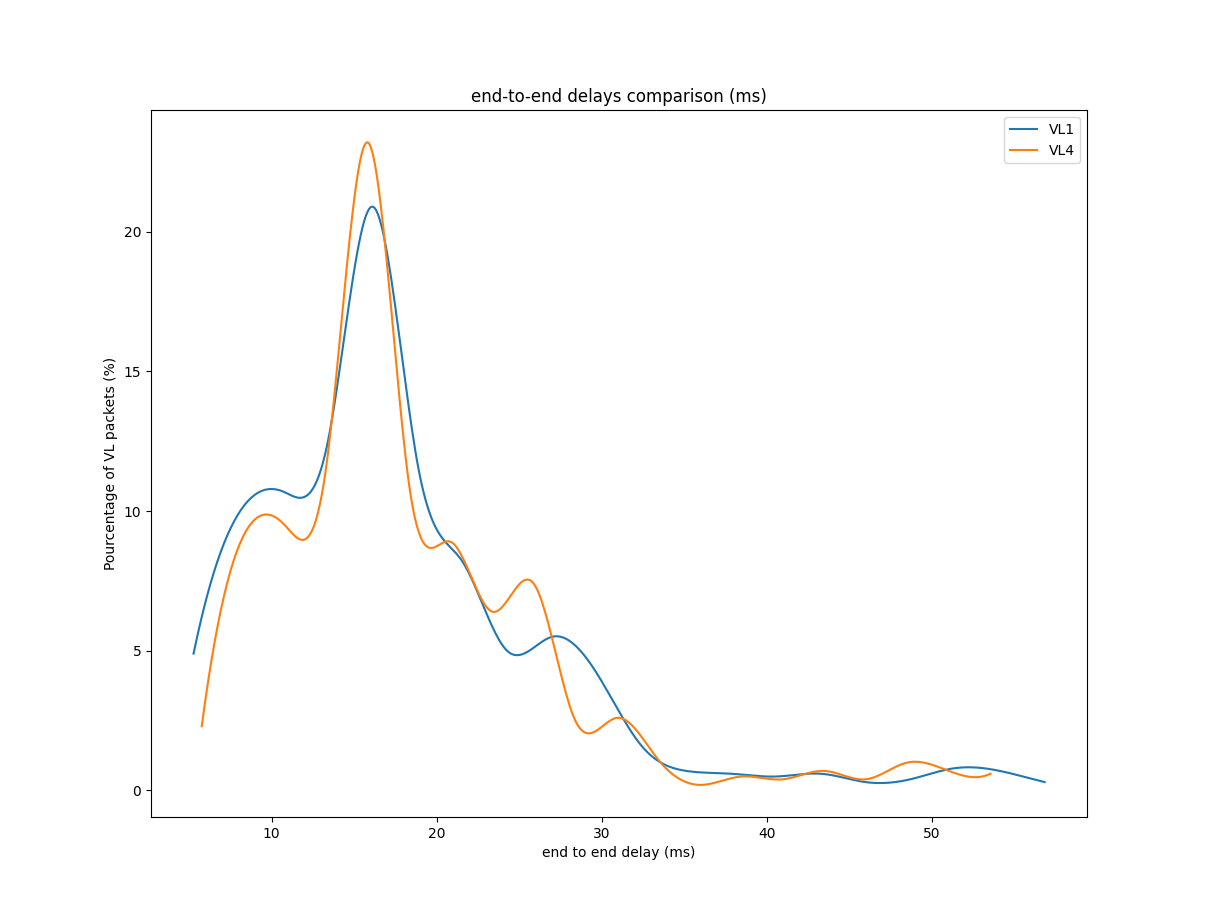 end-to-end delays comparison (ms)
VL1
VL4
Pourcentage of VL packets (%)
20
15
10
5
0
10 20 30 40 50
end to end delay (ms)